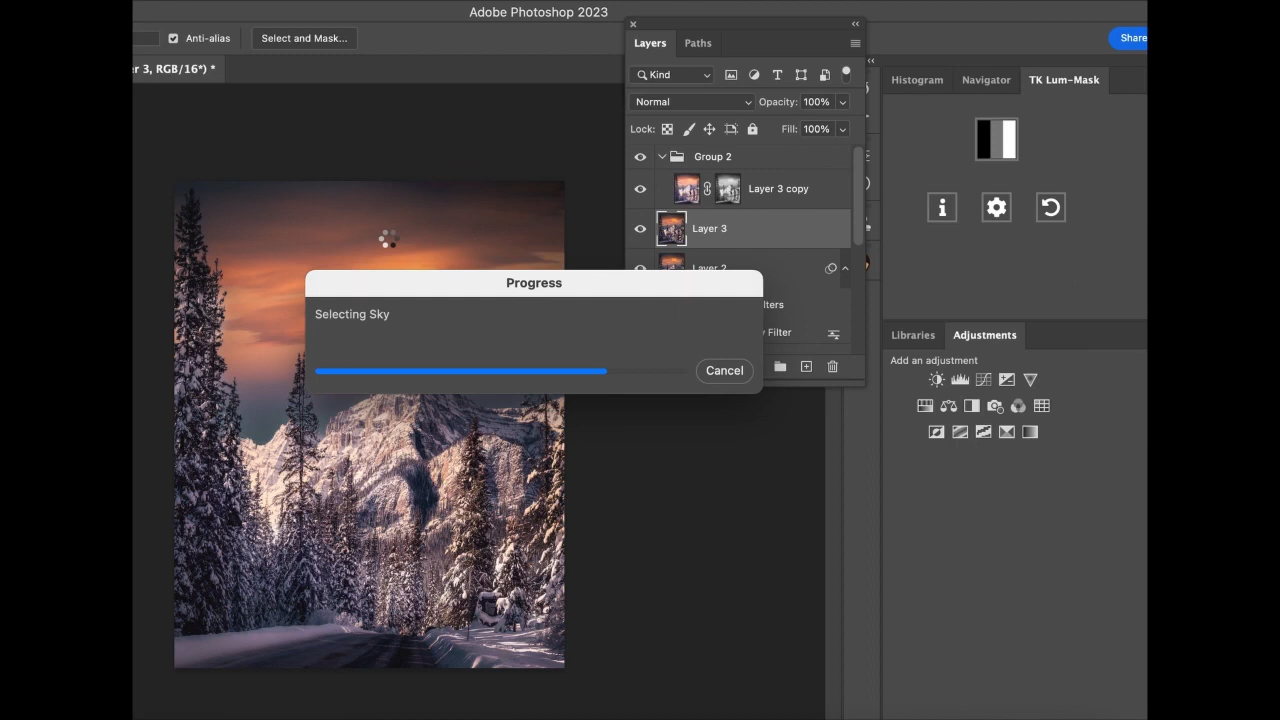 Adobe Photoshop 2023
Anti-alias
Select and Mask...
Share
r 3, RGB/16*) *
Layers
Paths
Kind
Normal
Opacity: 100%
Lock:
Fill: 100%
Group 2
Layer 3 copy
Layer 3
Layer 2
lters
y Filter
Progress
Selecting Sky
Cancel
Histogram
Navigator
TK Lum-Mask
Libraries
Adjustments
Add an adjustment